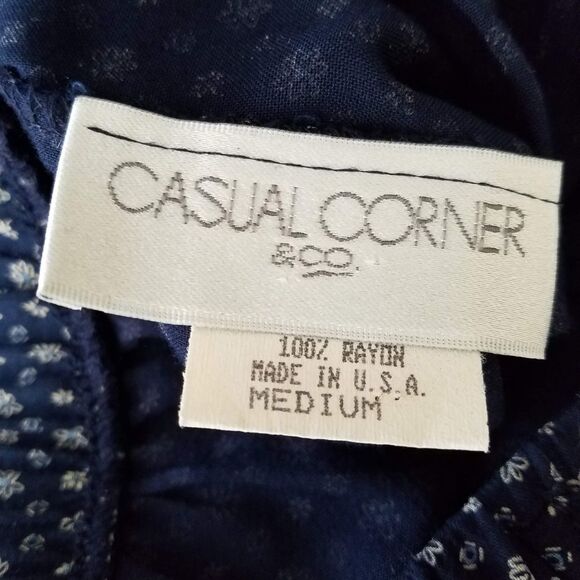 CASUAL CORNER
&CO.
100% RAYON
MADE IN U.S.A.
MEDIUM